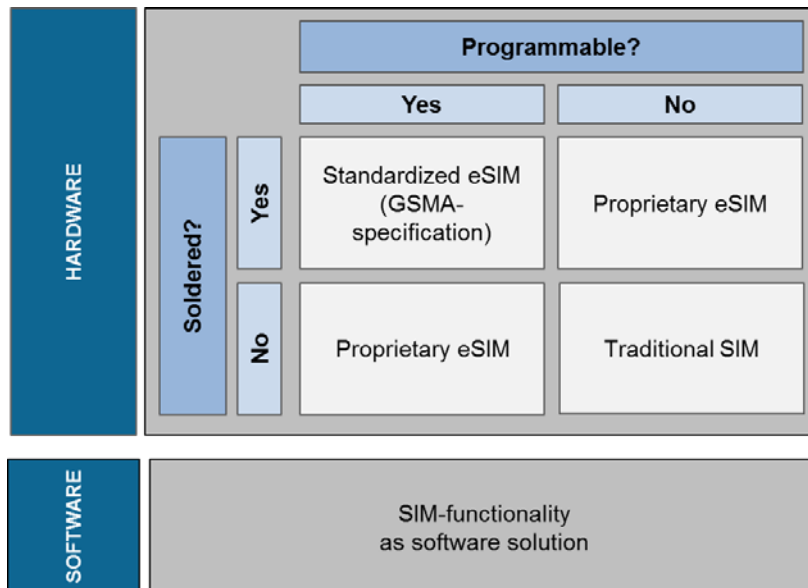 HARDWARE
Programmable?
Yes
No
Soldered?
Yes
Standardized eSIM
(GSMA-
specification)
Proprietary eSIM
No
Proprietary eSIM
Traditional SIM
SOFTWARE
SIM-functionality
as software solution